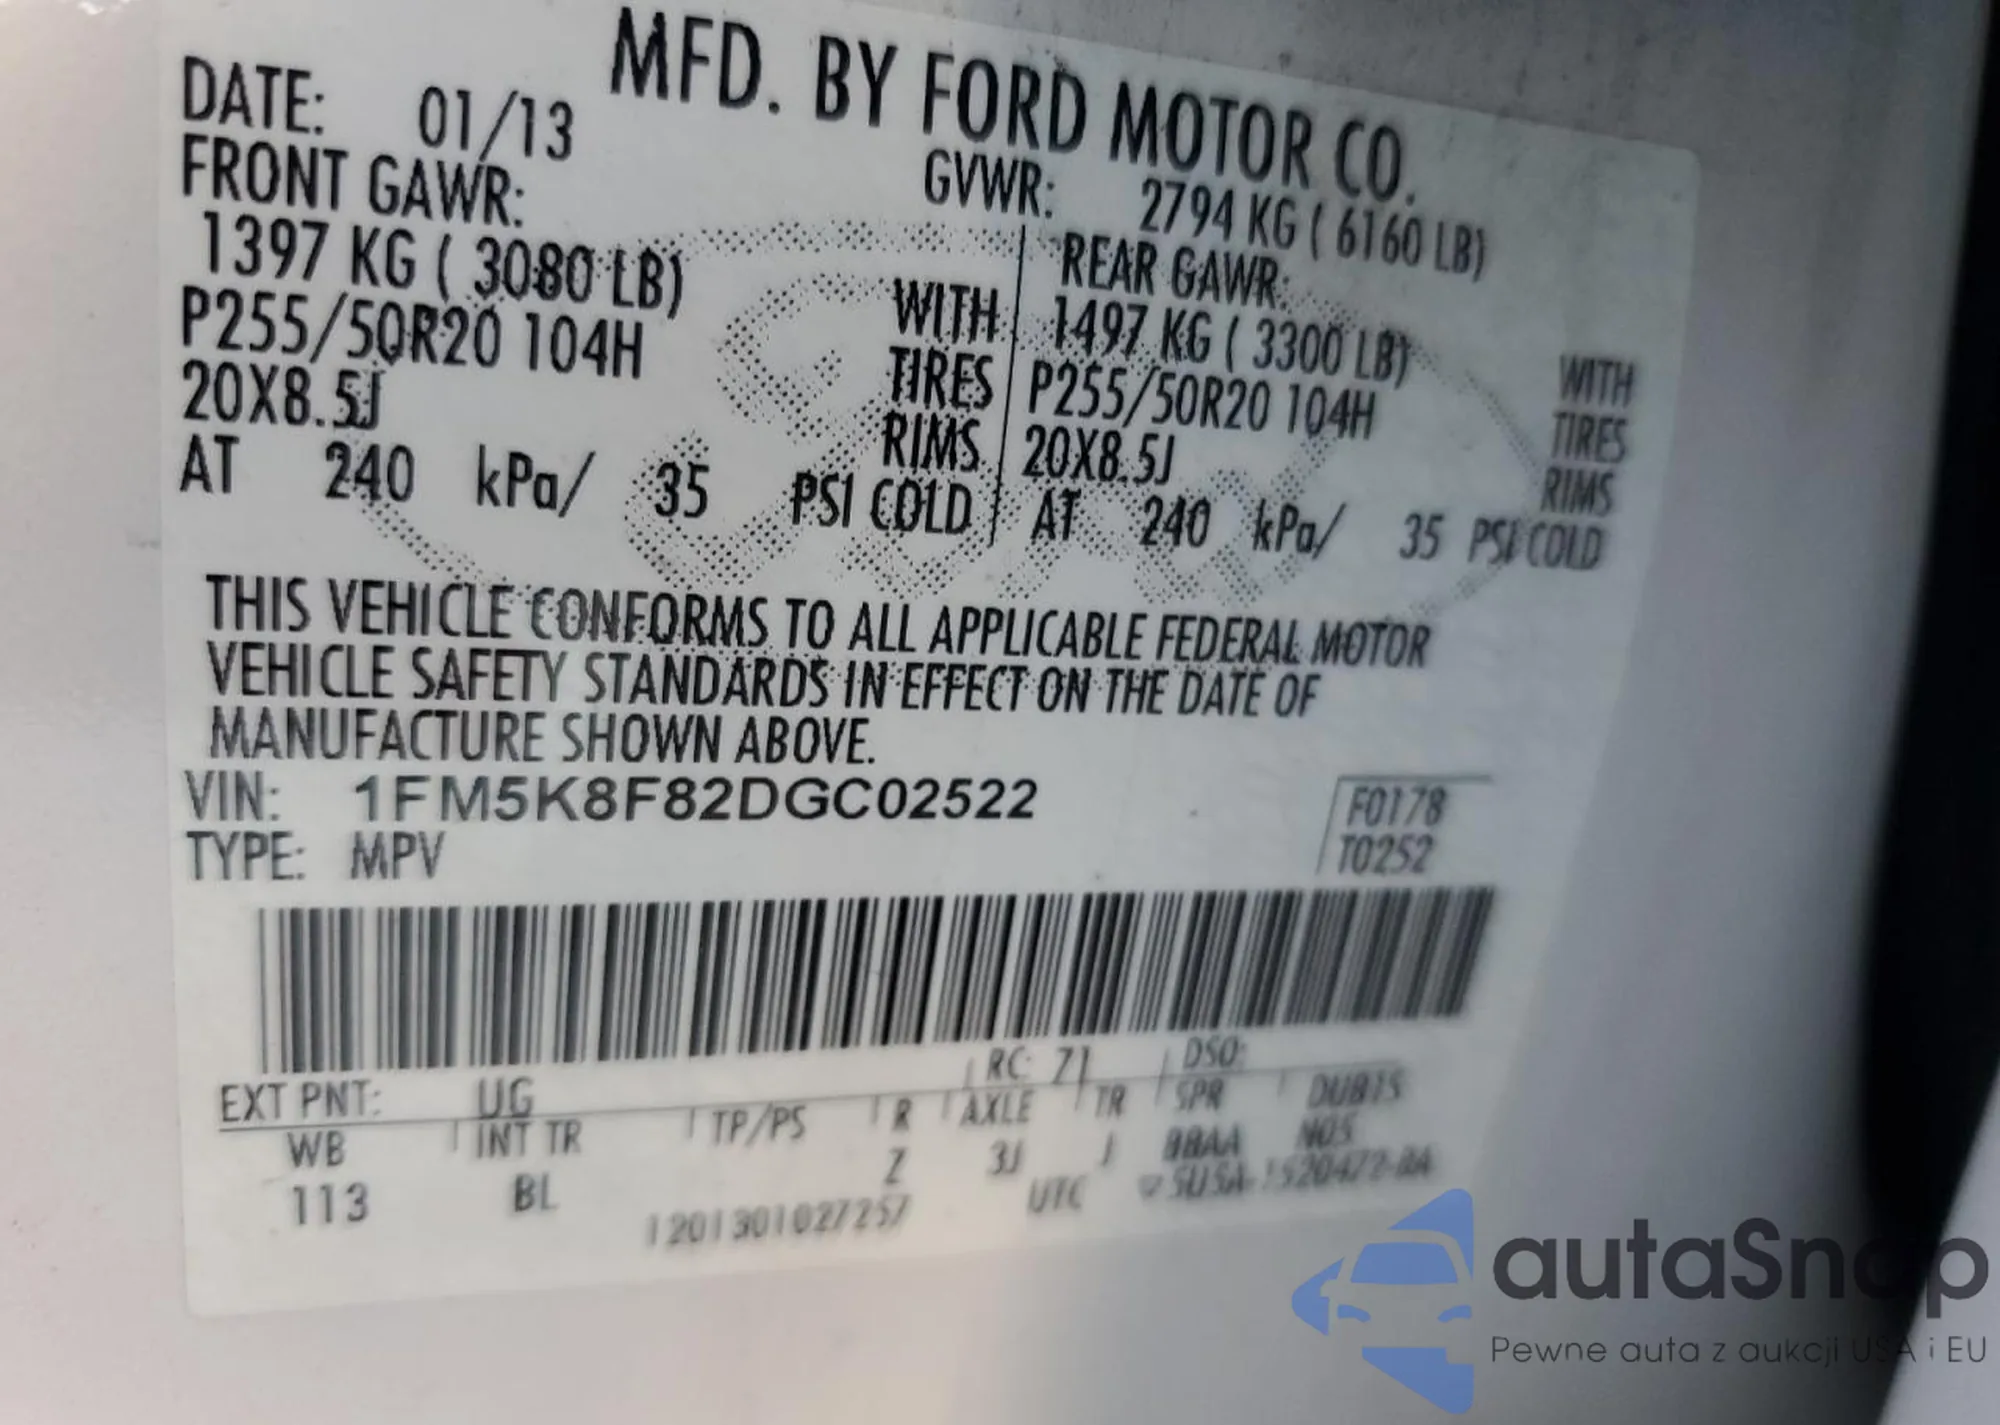 MFD. BY FORD MOTOR CO.
DATE: 01/13
GVWR: 2794 KG ( 6160 LB)
FRONT GAWR:
1397 KG ( 3080 LB) WITH
P255/50R20 104H TIRES
20X8.5J RIMS
AT 240 kPa/ 35 PSI COLD
REAR GAWR:
1497 KG ( 3300 LB) WITH
P255/50R20 104H TIRES
20X8.5J RIMS
AT 240 kPa/ 35 PSI COLD
THIS VEHICLE CONFORMS TO ALL APPLICABLE FEDERAL MOTOR
VEHICLE SAFETY STANDARDS IN EFFECT ON THE DATE OF
MANUFACTURE SHOWN ABOVE.
VIN: 1FM5K8F82DGC02522
TYPE: MPV
F0178
T0252
EXT PNT: UG RC: 71 DSO:
WB INT TR TP/PS R AXLE TR SPR DUB15
113 BL Z 3J J BBAA N05
1201301027257 UTC
autaSnap
Pewne auta z aukcji USA i EU